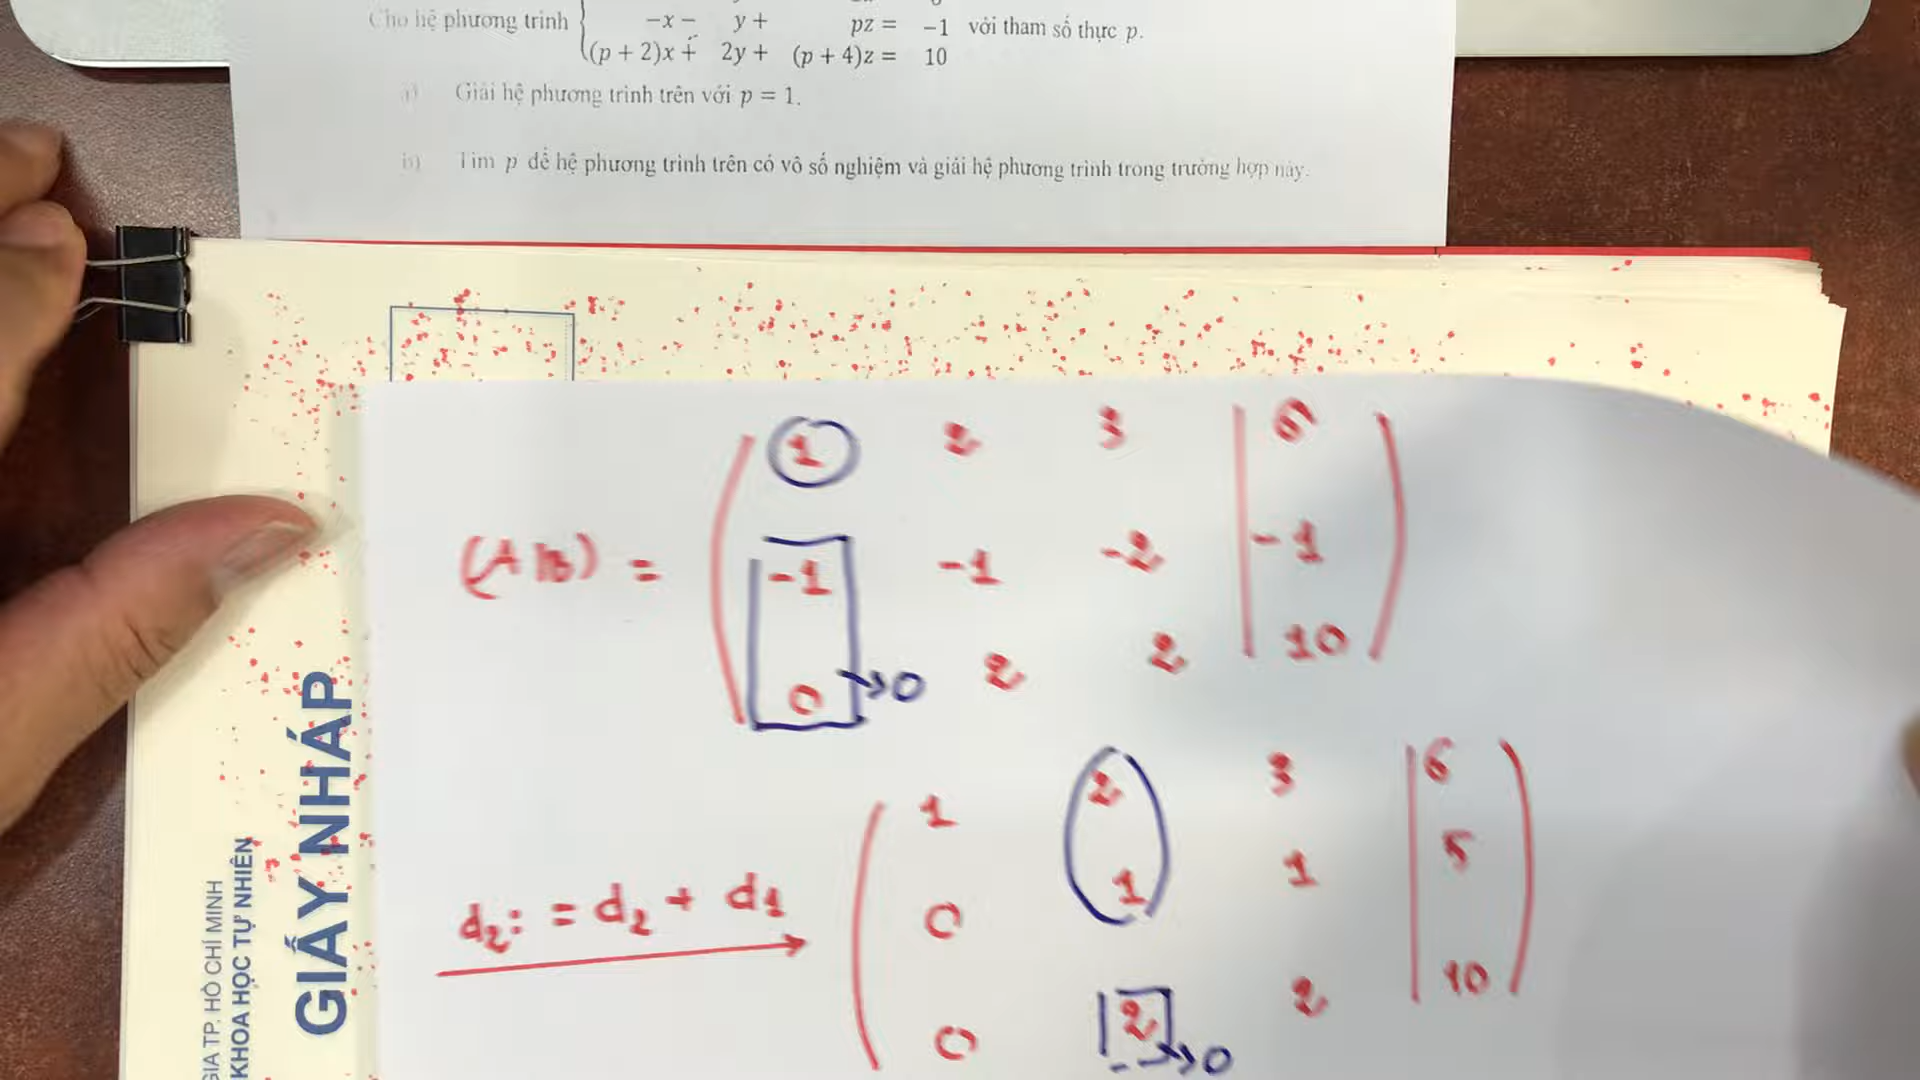 Cho hệ phương trình
−x − y + pz = −1 với tham số thực p.
(p + 2)x + 2y + (p + 4)z = 10
a) Giải hệ phương trình trên với p = 1.
b) Tìm p để hệ phương trình trên có vô số nghiệm và giải hệ phương trình trong trường hợp này.
1 2 3 | 6
(A|B) = -1 -1 -2 | -1
0 →0 2 2 | 10
1 2 3 | 6
d₂: = d₂ + d₁ 0 1 1 | 5
0 2 →0 2 | 10
GIẤY NHÁP
GIA TP. HỒ CHÍ MINH
KHOA HỌC TỰ NHIÊN